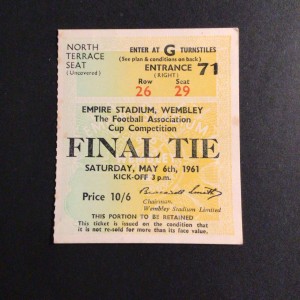 NORTH TERRACE SEAT
(Uncovered)
ENTER AT G TURNSTILES
(See plan & conditions on back)
ENTRANCE 71
(RIGHT)
Row Seat
26 29
EMPIRE STADIUM, WEMBLEY
The Football Association
Cup Competition
FINAL TIE
SATURDAY, MAY 6th, 1961
KICK-OFF 3 p.m.
Price 10/6
Chairman.
Wembley Stadium Limited
THIS PORTION TO BE RETAINED
This ticket is issued on the condition that
it is not re-sold for more than its face value.